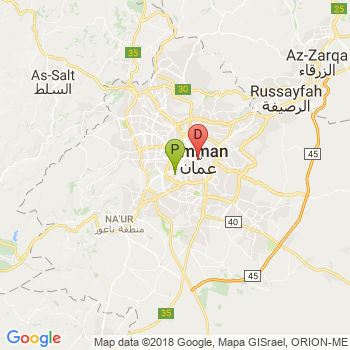 35
25
Az-Zarqa
الزرقاء
As-Salt
السلط
30
Russayfah
الرصيفة
P
D
mman
عمان
45
NA'UR
منطقة ناعور
40
45
35
Google
Map data ©2018 Google, Mapa GISrael, ORION-ME